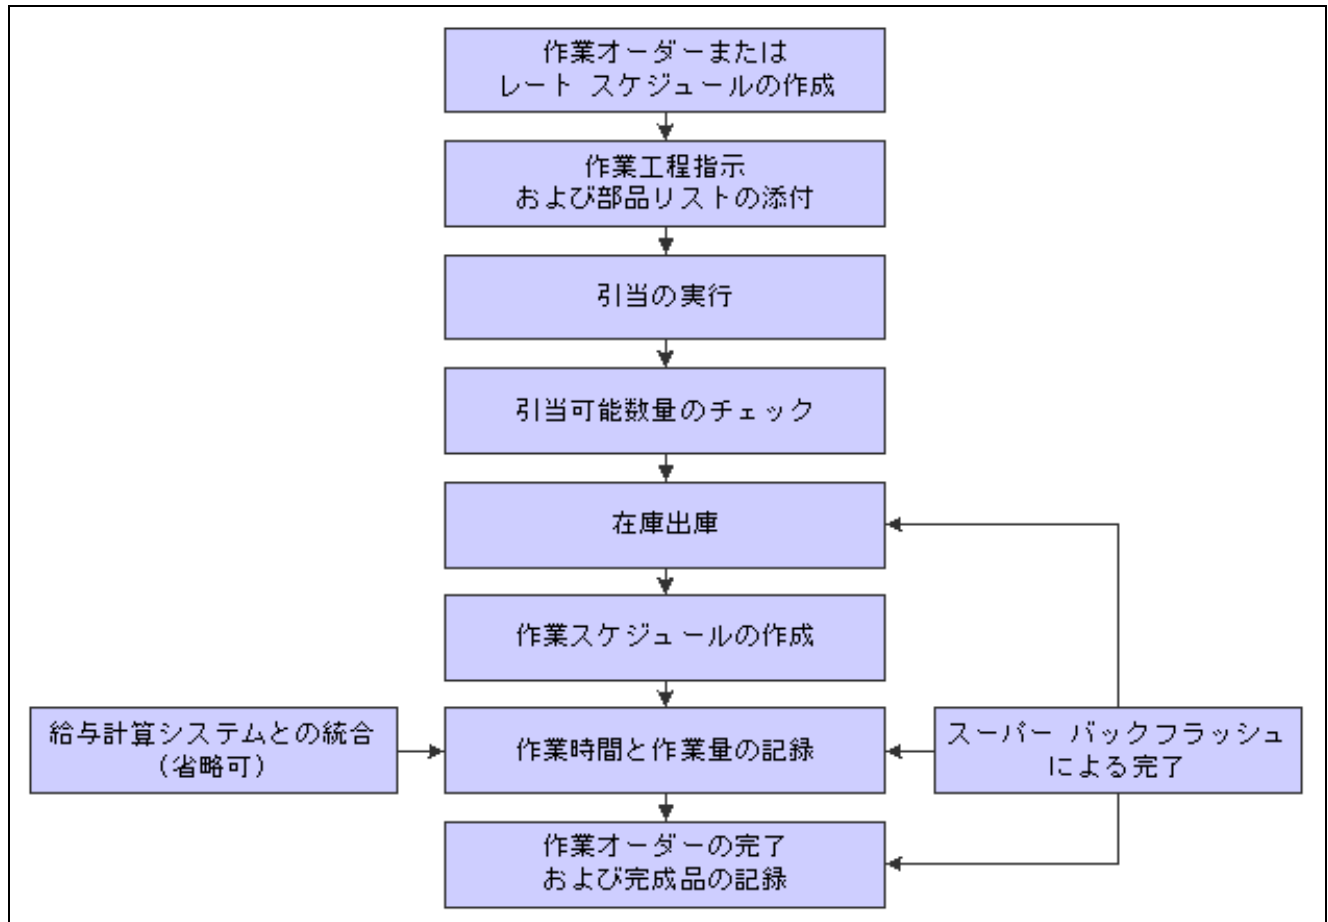 作業オーダーまたは
レート スケジュールの作成
作業工程指示
および部品リストの添付
引当の実行
引当可能数量のチェック
在庫出庫
作業スケジュールの作成
給与計算システムとの統合
(省略可)
作業時間と作業量の記録
スーパー バックフラッシュ
による完了
作業オーダーの完了
および完成品の記録